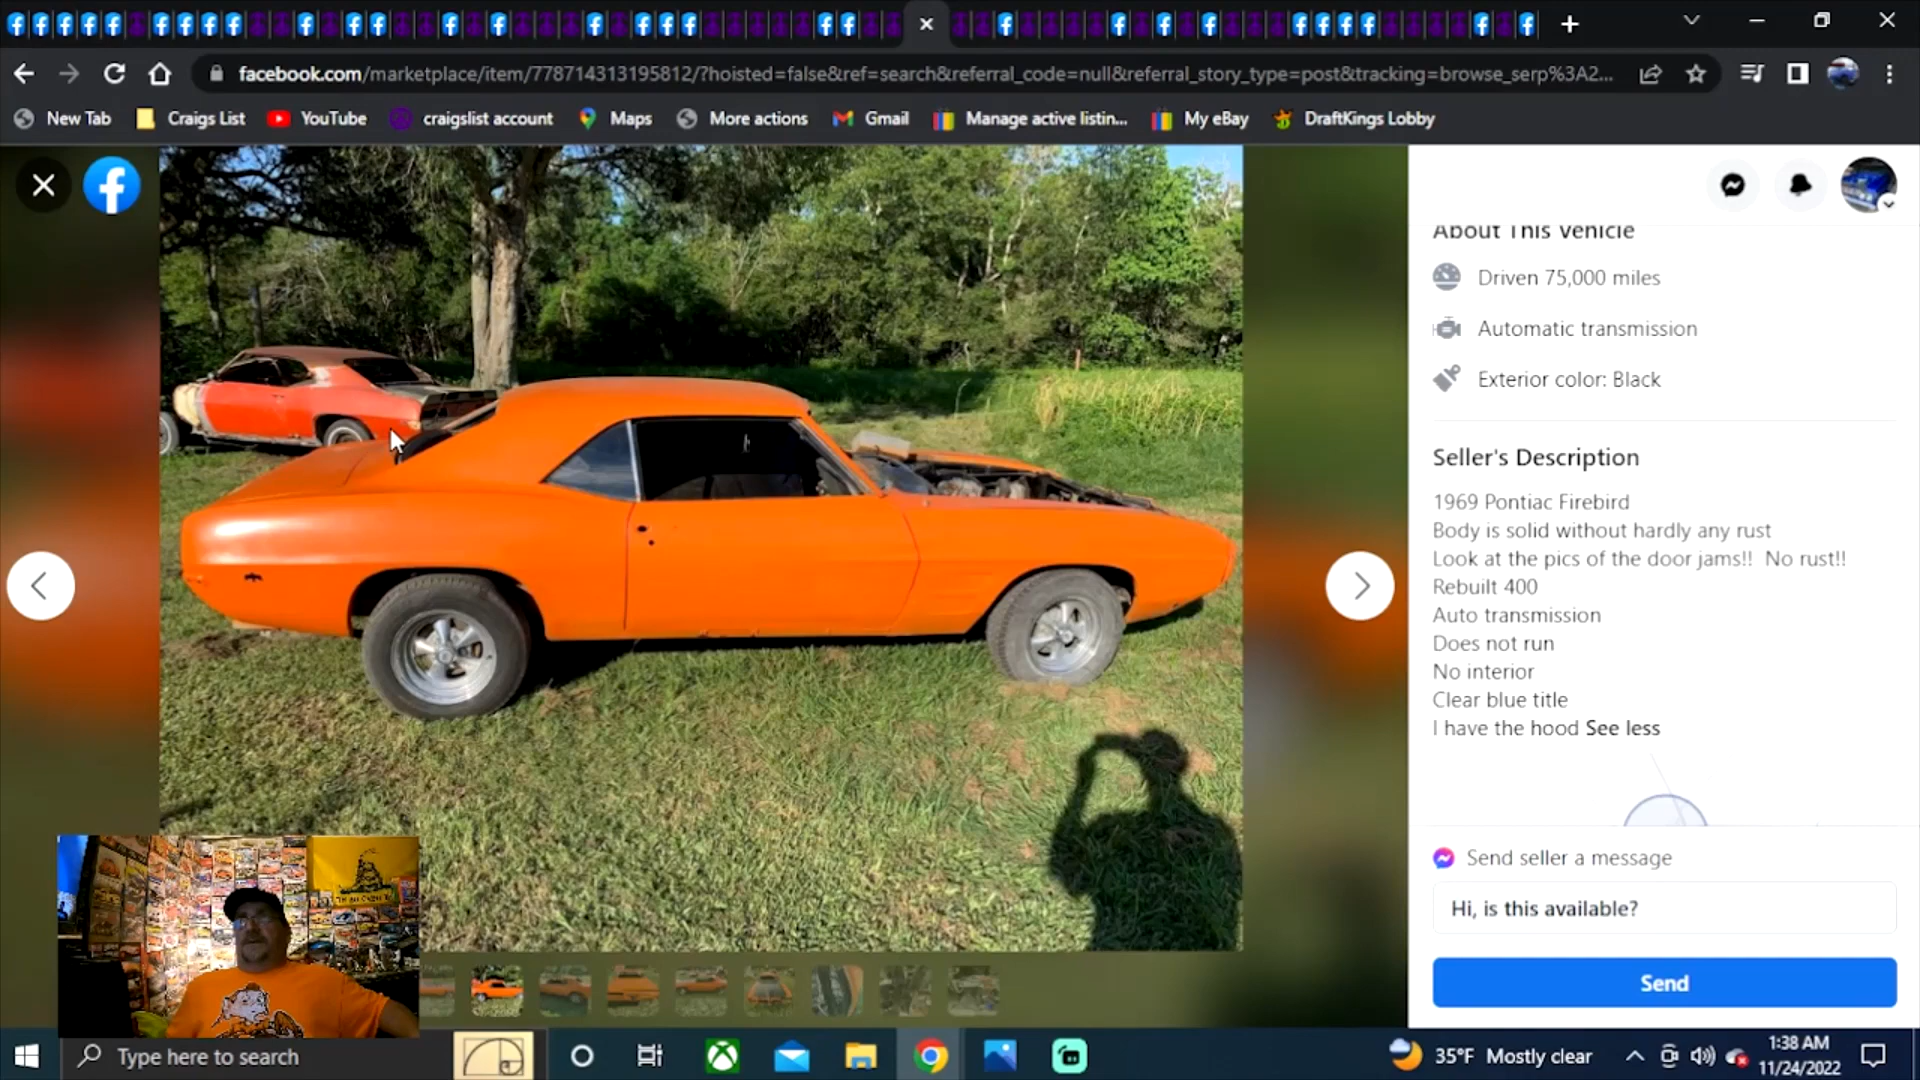 facebook.com/marketplace/item/778714313195812/?hoisted=false&ref=search&referral_code=null&referral_story_type=post&tracking=browse_serp%3A2...
New Tab
Craigs List
YouTube
craigslist account
Maps
More actions
Gmail
Manage active listin...
My eBay
DraftKings Lobby
About This Vehicle
Driven 75,000 miles
Automatic transmission
Exterior color: Black
Seller's Description
1969 Pontiac Firebird
Body is solid without hardly any rust
Look at the pics of the door jams!! No rust!!
Rebuilt 400
Auto transmission
Does not run
No interior
Clear blue title
I have the hood See less
Send seller a message
Hi, is this available?
Send
Type here to search
35°F Mostly clear
1:38 AM
11/24/2022